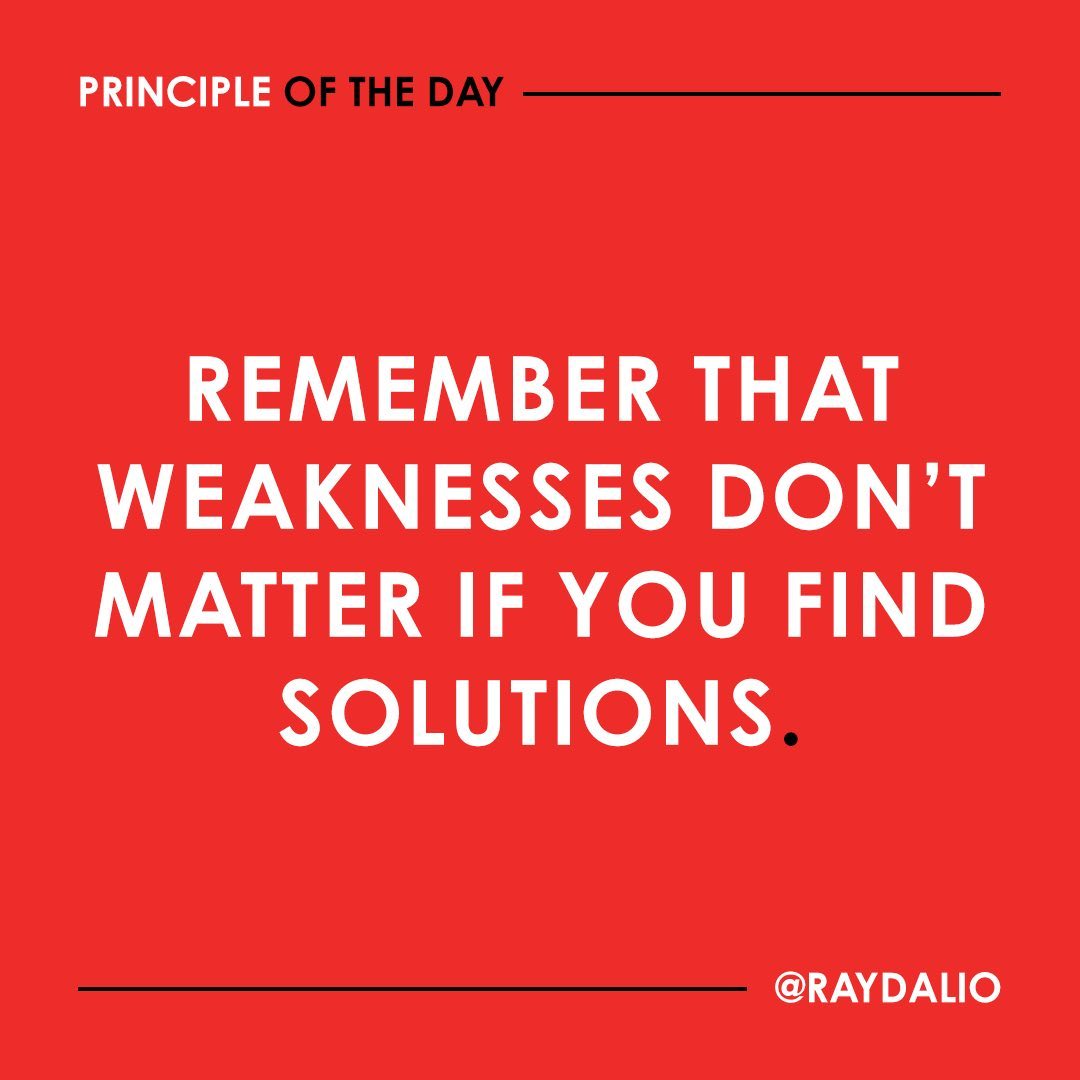 PRINCIPLE OF THE DAY
REMEMBER THAT
WEAKNESSES DON’T
MATTER IF YOU FIND
SOLUTIONS.
@RAYDALIO